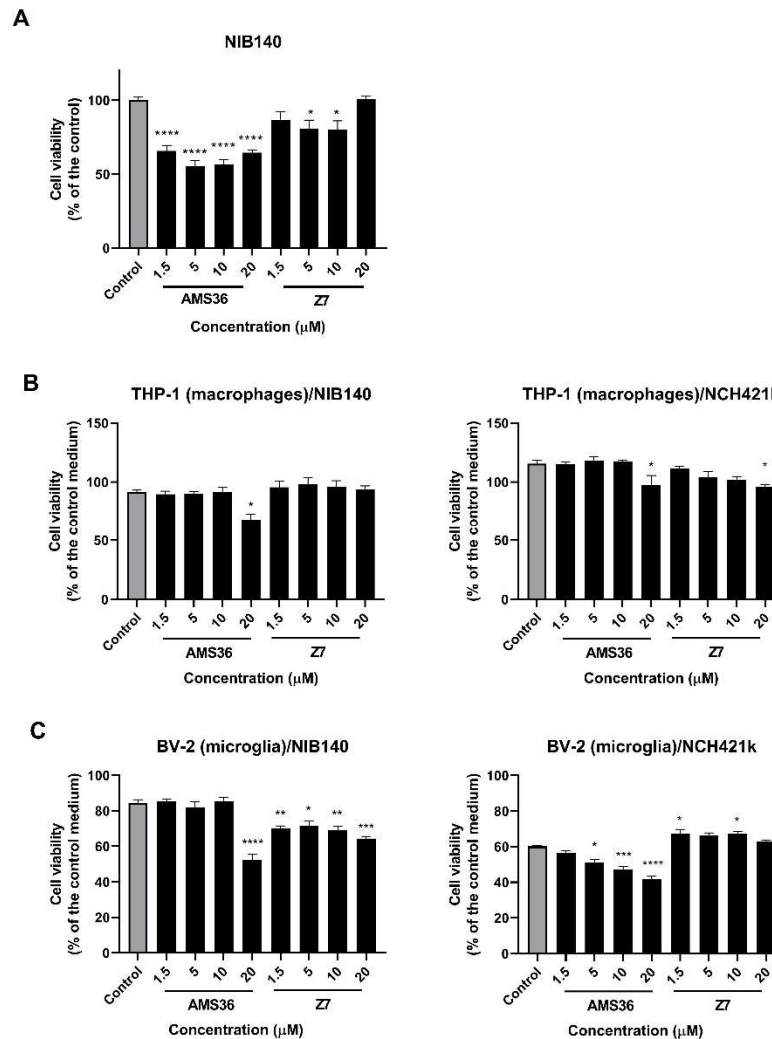 A
NIB140
Cell viability
(% of the control)
100
50
0
**** **** **** **** * *
Control 1.5 5 10 20 1.5 5 10 20
AMS36 Z7
Concentration (μM)
B
THP-1 (macrophages)/NIB140
Cell viability
(% of the control medium)
150
100
50
0
*
Control 1.5 5 10 20 1.5 5 10 20
AMS36 Z7
Concentration (μM)
THP-1 (macrophages)/NCH421
Cell viability
(% of the control medium)
150
100
50
0
* *
Control 1.5 5 10 20 1.5 5 10 20
AMS36 Z7
Concentration (μM)
C
BV-2 (microglia)/NIB140
Cell viability
(% of the control medium)
100
80
60
40
20
0
**** ** * ** ***
Control 1.5 5 10 20 1.5 5 10 20
AMS36 Z7
Concentration (μM)
BV-2 (microglia)/NCH421k
Cell viability
(% of the control medium)
100
80
60
40
20
0
* *** **** * *
Control 1.5 5 10 20 1.5 5 10 20
AMS36 Z7
Concentration (μM)